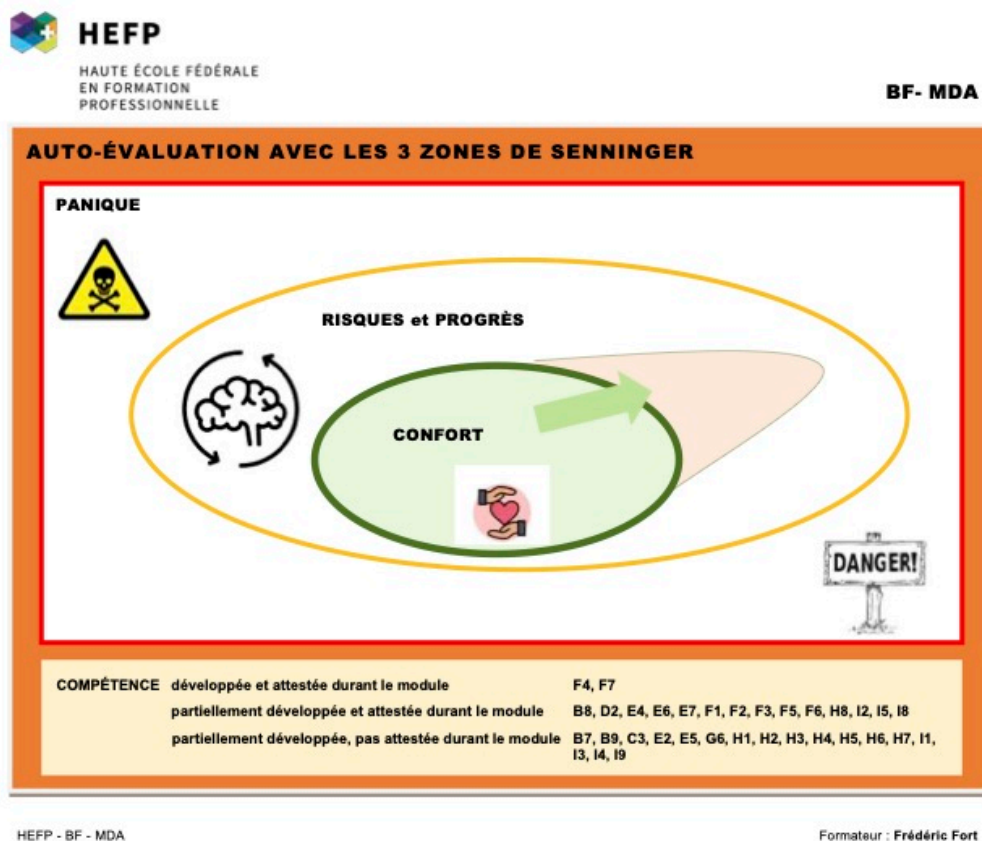 HEFP
HAUTE ÉCOLE FÉDÉRALE
EN FORMATION
PROFESSIONNELLE
BF- MDA
AUTO-ÉVALUATION AVEC LES 3 ZONES DE SENNINGER
PANIQUE
RISQUES et PROGRÈS
CONFORT
DANGER!
COMPÉTENCE développée et attestée durant le module F4, F7
partiellement développée et attestée durant le module B8, D2, E4, E6, E7, F1, F2, F3, F5, F6, H8, I2, I5, I8
partiellement développée, pas attestée durant le module B7, B9, C3, E2, E5, G6, H1, H2, H3, H4, H5, H6, H7, I1,
I3, I4, I9
HEFP - BF - MDA
Formateur : Frédéric Fort